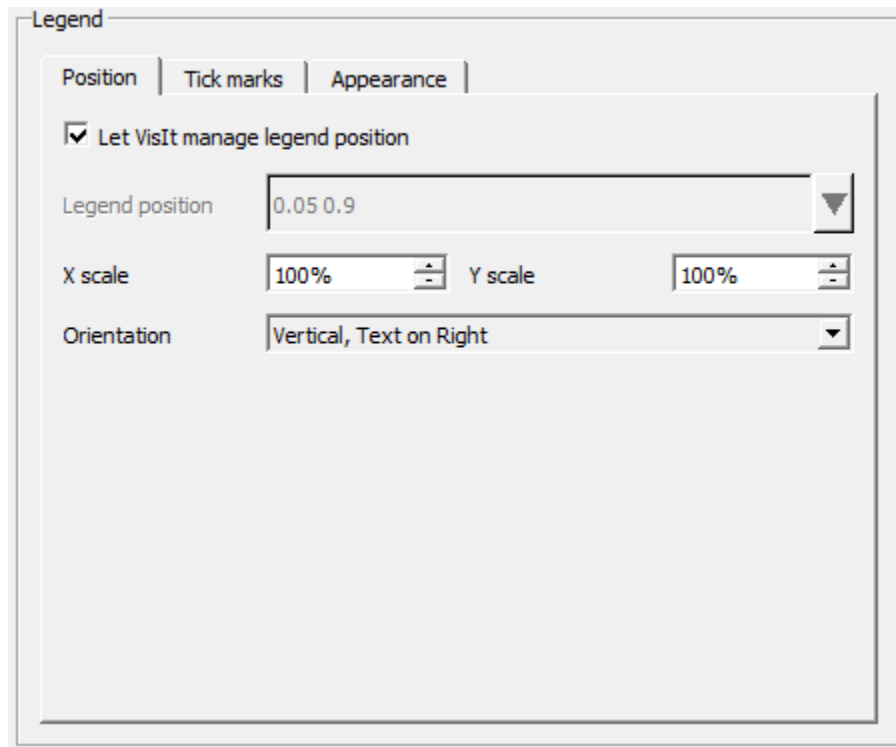 Legend
Position Tick marks Appearance
Let VisIt manage legend position
Legend position 0.05 0.9
X scale 100% Y scale 100%
Orientation Vertical, Text on Right